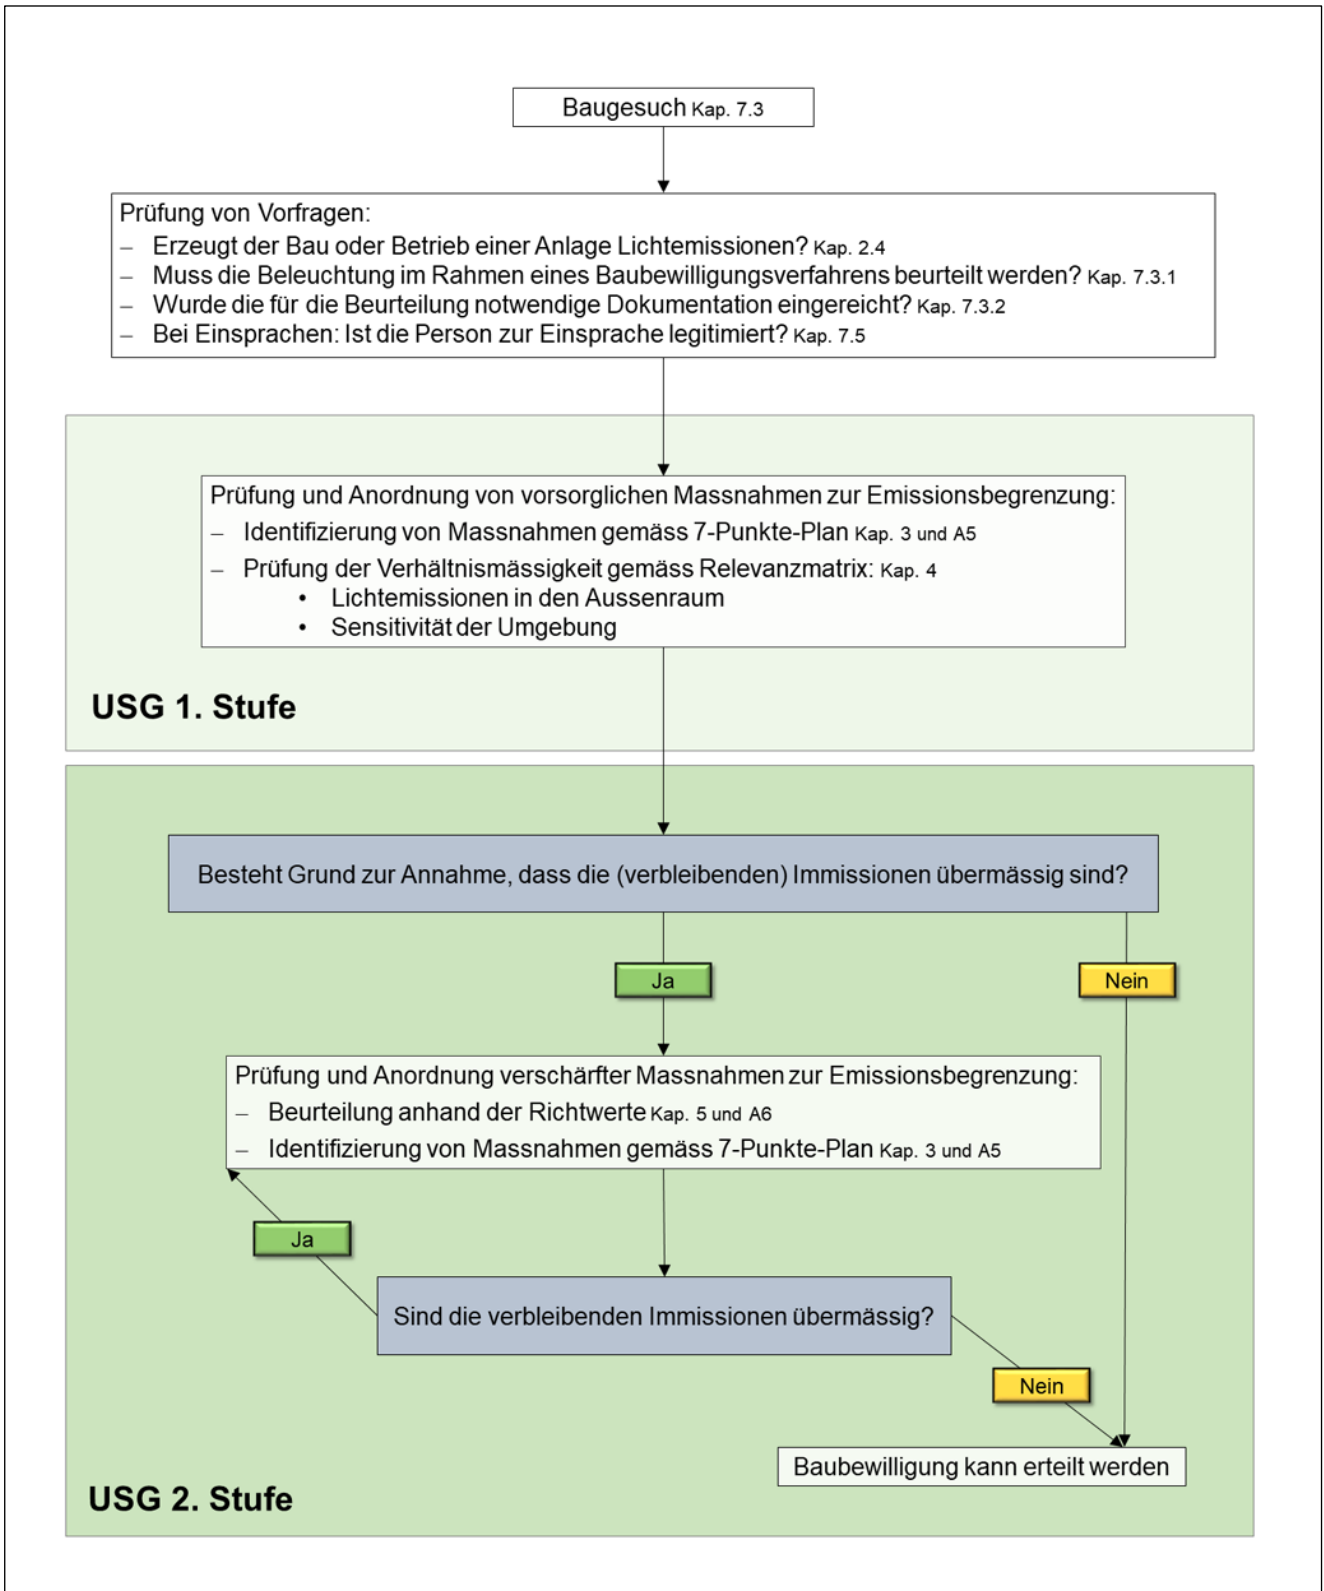 Baugesuch Kap. 7.3
Prüfung von Vorfragen:
– Erzeugt der Bau oder Betrieb einer Anlage Lichtemissionen? Kap. 2.4
– Muss die Beleuchtung im Rahmen eines Baubewilligungsverfahrens beurteilt werden? Kap. 7.3.1
– Wurde die für die Beurteilung notwendige Dokumentation eingereicht? Kap. 7.3.2
– Bei Einsprachen: Ist die Person zur Einsprache legitimiert? Kap. 7.5
Prüfung und Anordnung von vorsorglichen Massnahmen zur Emissionsbegrenzung:
– Identifizierung von Massnahmen gemäss 7-Punkte-Plan Kap. 3 und A5
– Prüfung der Verhältnismässigkeit gemäss Relevanzmatrix: Kap. 4
• Lichtemissionen in den Aussenraum
• Sensitivität der Umgebung
USG 1. Stufe
Besteht Grund zur Annahme, dass die (verbleibenden) Immissionen übermässig sind?
Ja
Nein
Prüfung und Anordnung verschärfter Massnahmen zur Emissionsbegrenzung:
– Beurteilung anhand der Richtwerte Kap. 5 und A6
– Identifizierung von Massnahmen gemäss 7-Punkte-Plan Kap. 3 und A5
Ja
Sind die verbleibenden Immissionen übermässig?
Nein
Baubewilligung kann erteilt werden
USG 2. Stufe